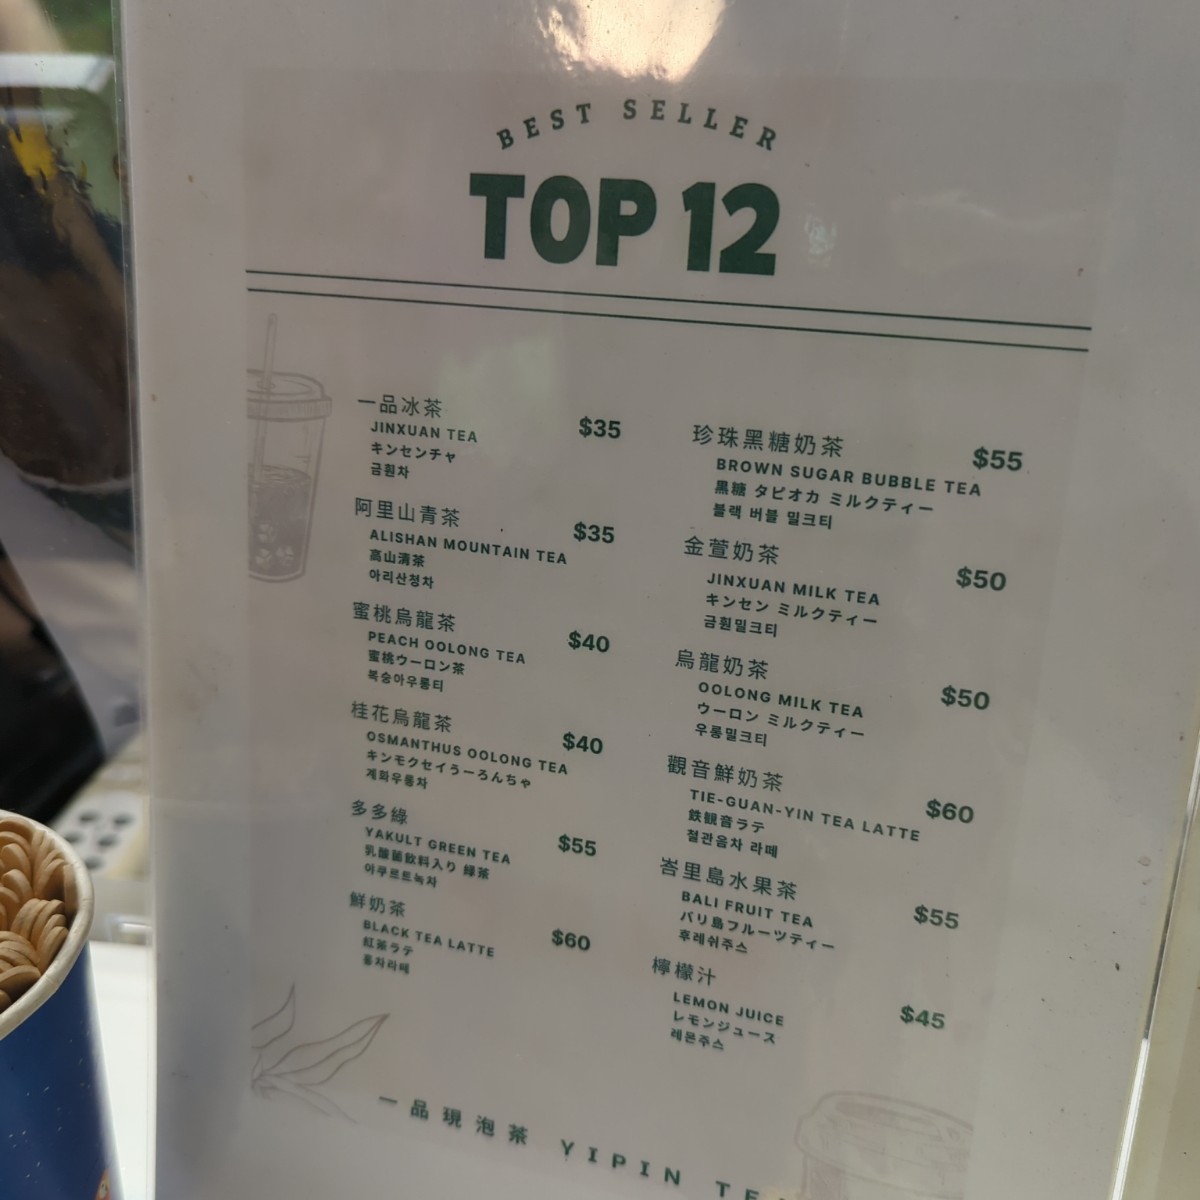 BEST SELLER
TOP 12
一品冰茶
$35
JINXUAN TEA
キンセンチャ
금훤차
阿里山青茶
$35
ALISHAN MOUNTAIN TEA
高山清茶
아리산청차
蜜桃烏龍茶
$40
PEACH OOLONG TEA
蜜桃ウーロン茶
복숭아우롱티
桂花烏龍茶
$40
OSMANTHUS OOLONG TEA
キンモクセイうーろんちゃ
계화우롱차
多多綠
$55
YAKULT GREEN TEA
乳酸菌飲料入り 緑茶
야쿠르트녹차
鮮奶茶
$60
BLACK TEA LATTE
紅茶ラテ
홍차라떼
珍珠黑糖奶茶
$55
BROWN SUGAR BUBBLE TEA
黒糖 タピオカ ミルクティー
블랙 버블 밀크티
金萱奶茶
$50
JINXUAN MILK TEA
キンセン ミルクティー
금훤밀크티
烏龍奶茶
$50
OOLONG MILK TEA
ウーロン ミルクティー
우롱밀크티
觀音鮮奶茶
$60
TIE-GUAN-YIN TEA LATTE
鉄観音ラテ
철관음차 라떼
峇里島水果茶
$55
BALI FRUIT TEA
バリ島フルーツティー
후레쉬주스
檸檬汁
$45
LEMON JUICE
レモンジュース
레몬주스
一品現泡茶 YIPIN TE